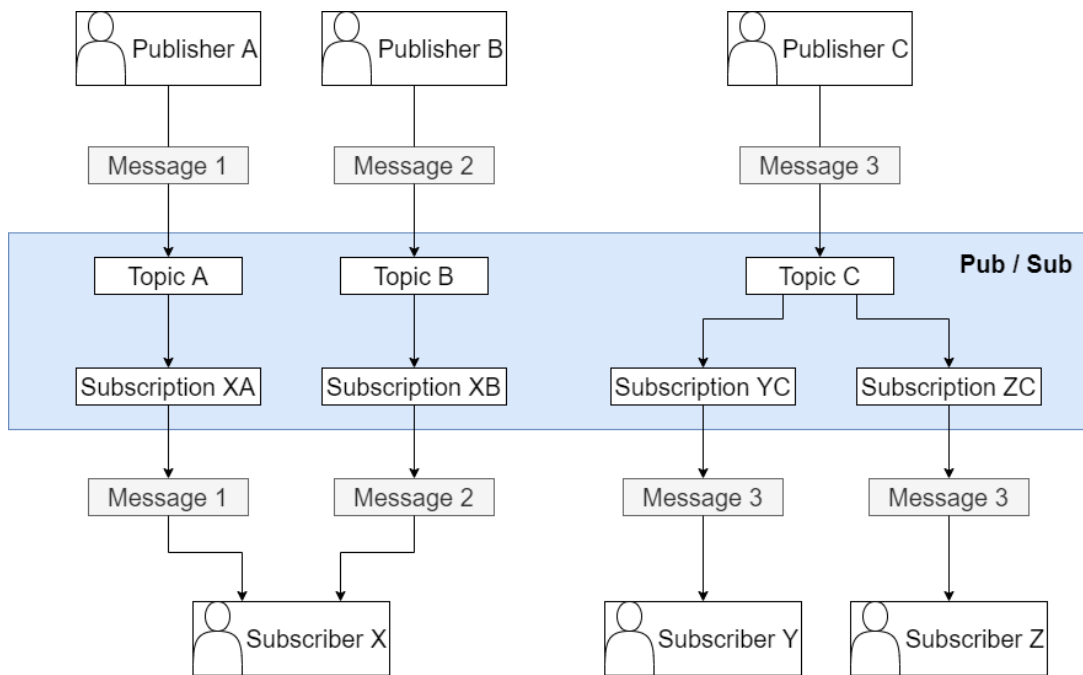 Publisher A
Publisher B
Publisher C
Message 1
Message 2
Message 3
Pub / Sub
Topic A
Topic B
Topic C
Subscription XA
Subscription XB
Subscription YC
Subscription ZC
Message 1
Message 2
Message 3
Message 3
Subscriber X
Subscriber Y
Subscriber Z